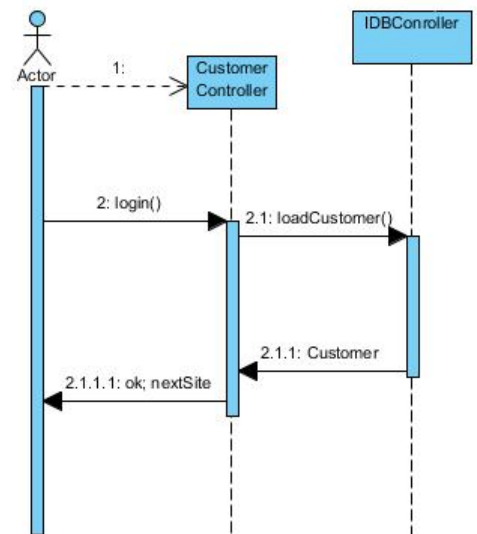 IDBConroller
Actor
1:
Customer
Controller
2: login()
2.1: loadCustomer()
2.1.1: Customer
2.1.1.1: ok; nextSite